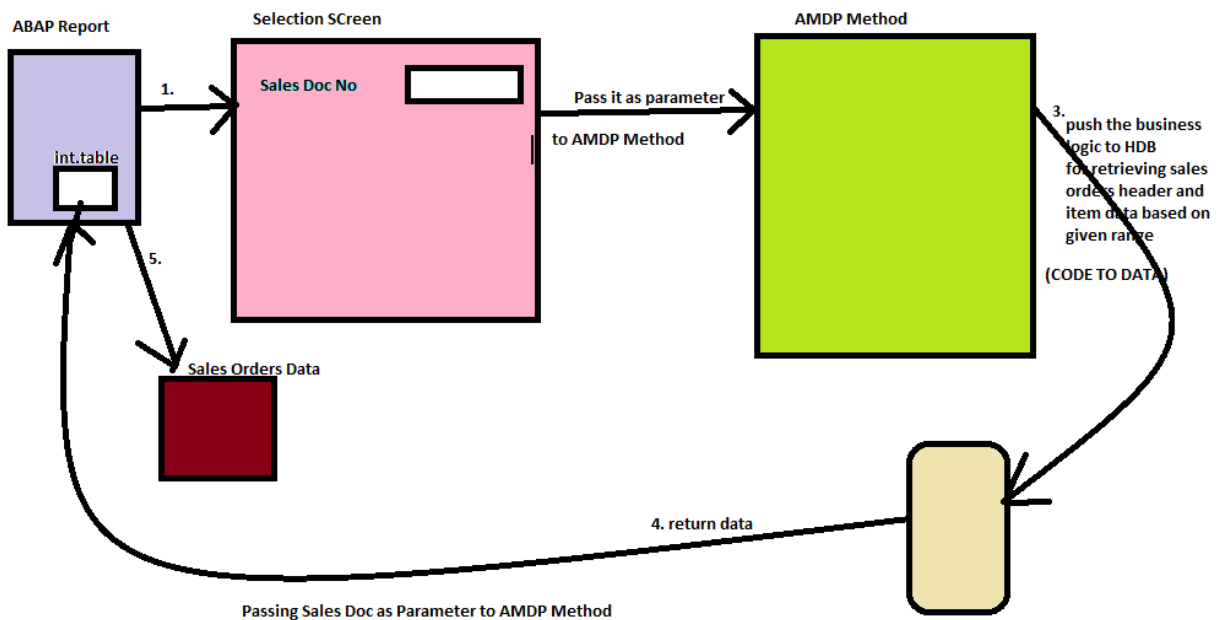 ABAP Report
Selection SCreen
AMDP Method
1.
Sales Doc No
Pass it as parameter
to AMDP Method
3.
push the business
logic to HDB
for retrieving sales
orders header and
item data based on
given range
(CODE TO DATA)
int.table
5.
Sales Orders Data
4. return data
Passing Sales Doc as Parameter to AMDP Method